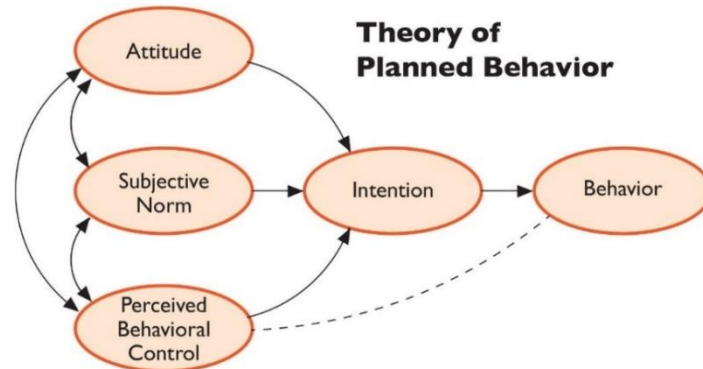 Theory of
Planned Behavior
Attitude
Subjective
Norm
Intention
Behavior
Perceived
Behavioral
Control